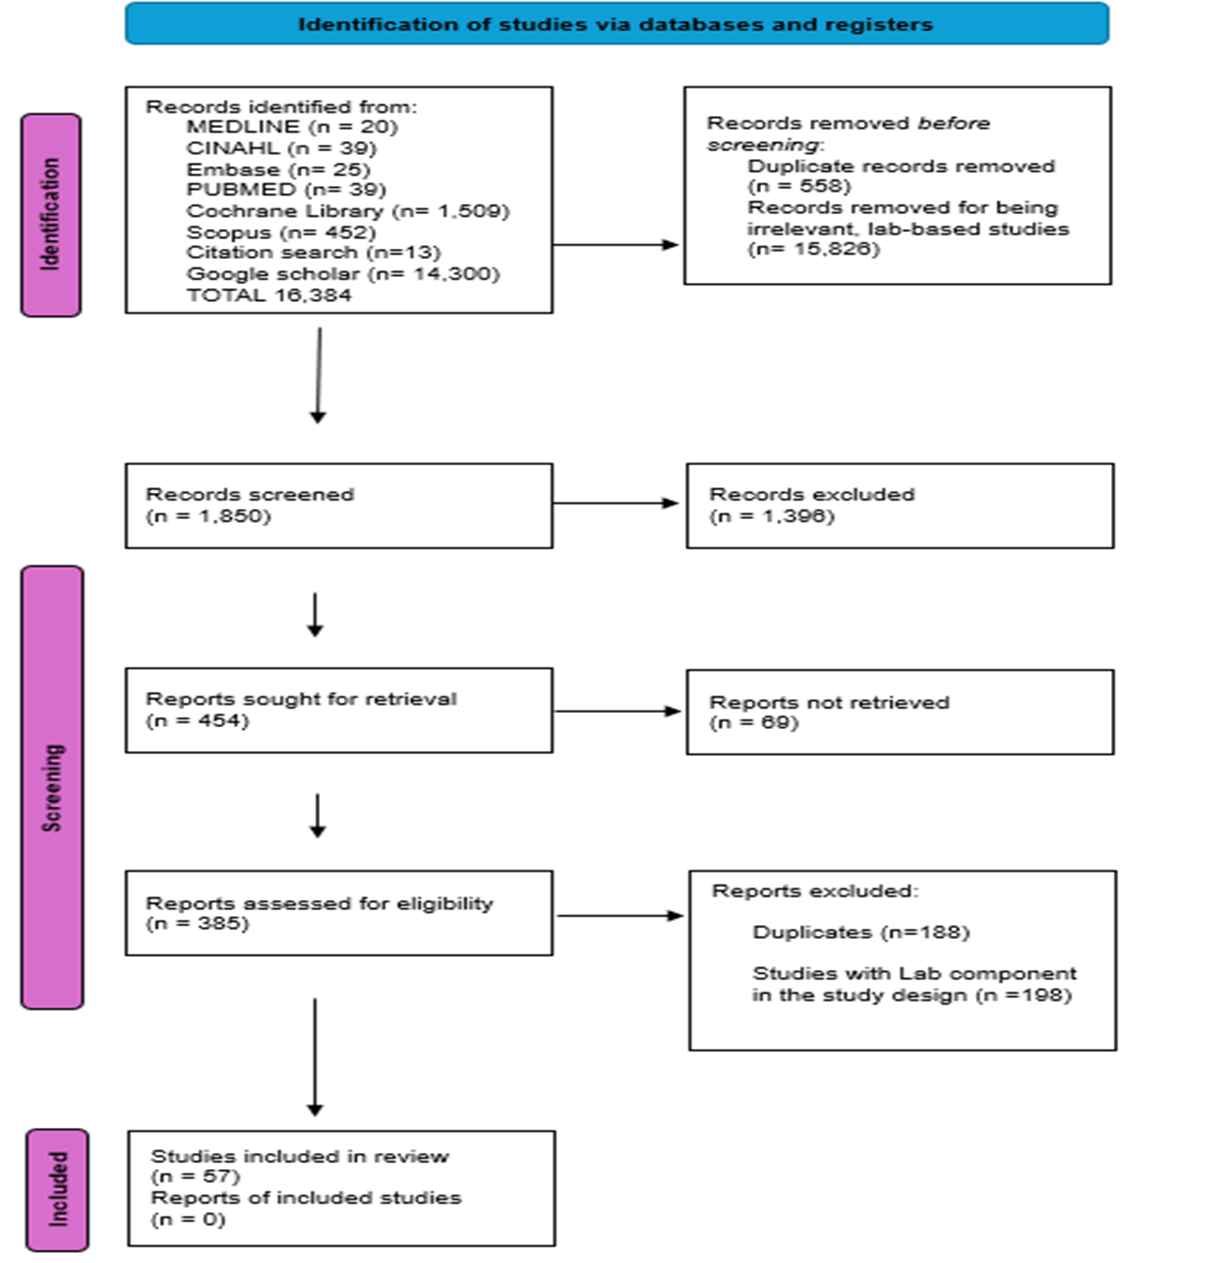 Identification of studies via databases and registers
Identification
Records identified from:
MEDLINE (n = 20)
CINAHL (n = 39)
Embase (n= 25)
PUBMED (n= 39)
Cochrane Library (n= 1,509)
Scopus (n= 452)
Citation search (n=13)
Google scholar (n= 14,300)
TOTAL 16,384
Records removed before
screening:
Duplicate records removed
(n = 558)
Records removed for being
irrelevant, lab-based studies
(n= 15,826)
Records screened
(n = 1,850)
Records excluded
(n = 1,396)
Screening
Reports sought for retrieval
(n = 454)
Reports not retrieved
(n = 69)
Reports assessed for eligibility
(n = 385)
Reports excluded:
Duplicates (n=188)
Studies with Lab component
in the study design (n =198)
Included
Studies included in review
(n = 57)
Reports of included studies
(n = 0)